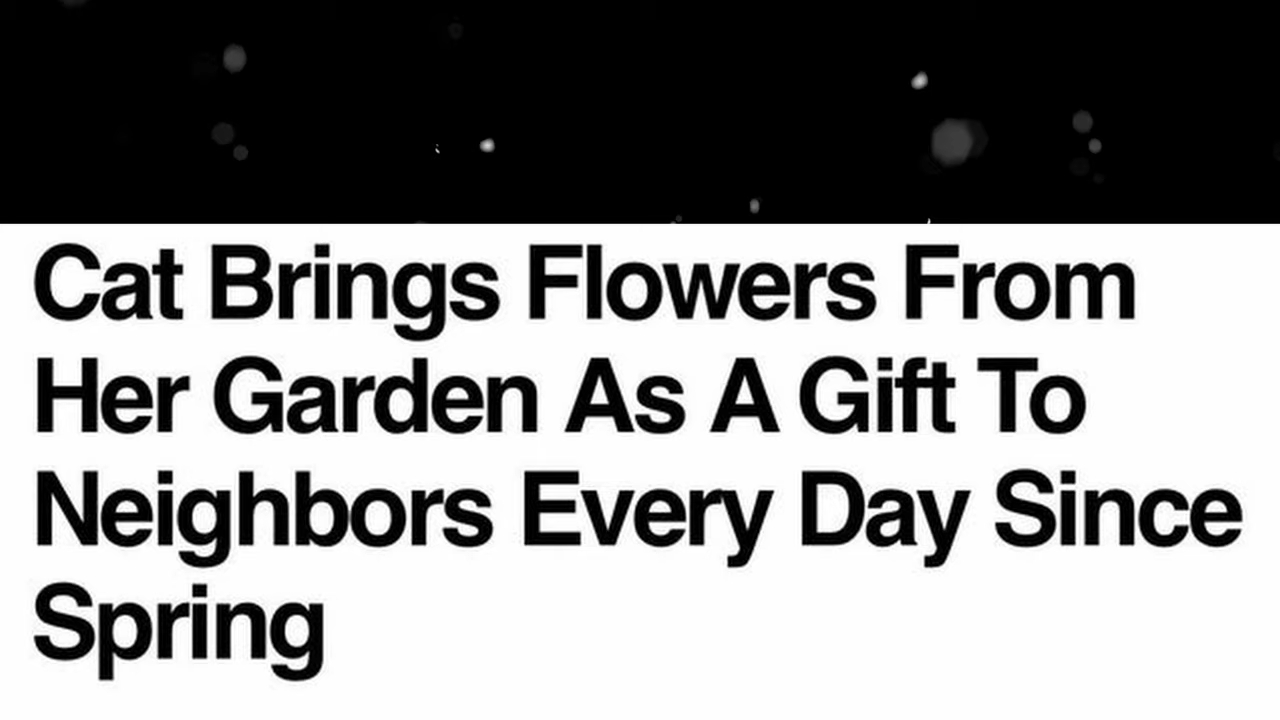 Cat Brings Flowers From
Her Garden As A Gift To
Neighbors Every Day Since
Spring